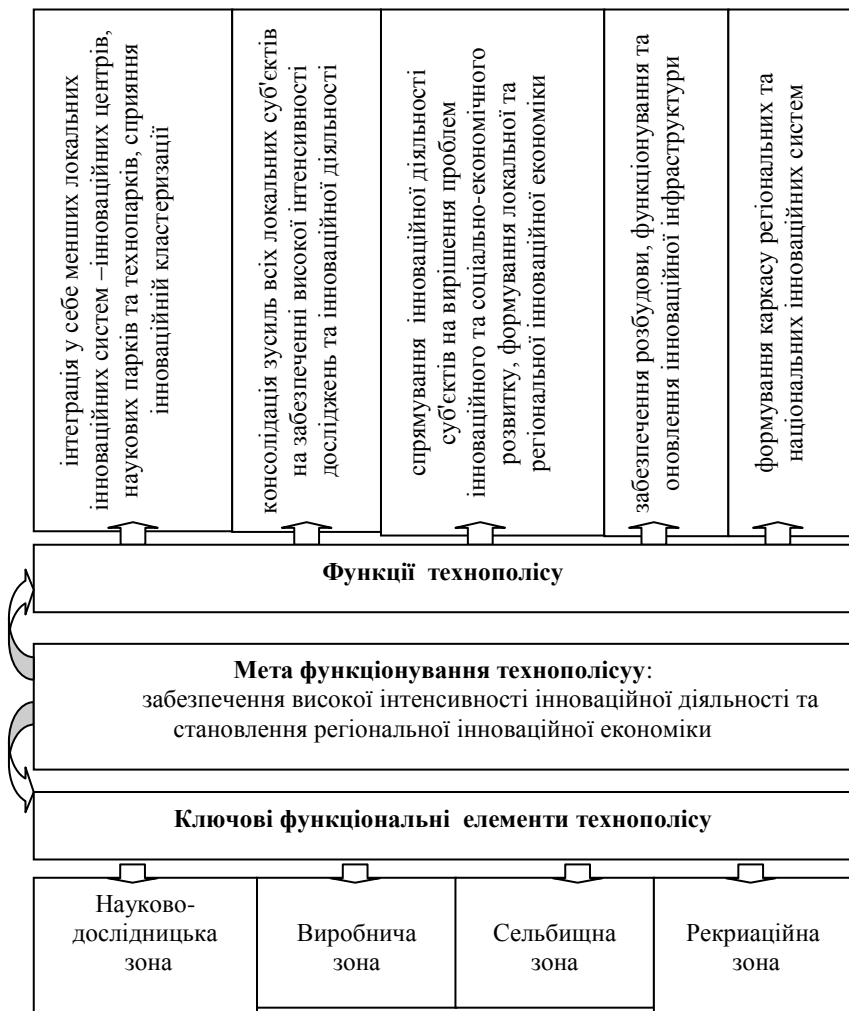 інтеграція у себе менших локальних
інноваційних систем –інноваційних центрів,
наукових парків та технопарків, сприяння
інноваційній кластеризації
консолідація зусиль всіх локальних суб'єктів
на забезпеченні високої інтенсивності
досліджень та інноваційної діяльності
спрямування інноваційної діяльності
суб'єктів на вирішення проблем
інноваційного та соціально-економічного
розвитку, формування локальної та
регіональної інноваційної економіки
забезпечення розбудови, функціонування та
оновлення інноваційної інфраструктури
формування каркасу регіональних та
національних інноваційних систем
Функції технополісу
Мета функціонування технополісуу:
забезпечення високої інтенсивності інноваційної діяльності та
становлення регіональної інноваційної економіки
Ключові функціональні елементи технополісу
Науково-
дослідницька
зона
Виробнича
зона
Сельбищна
зона
Рекриаційна
зона